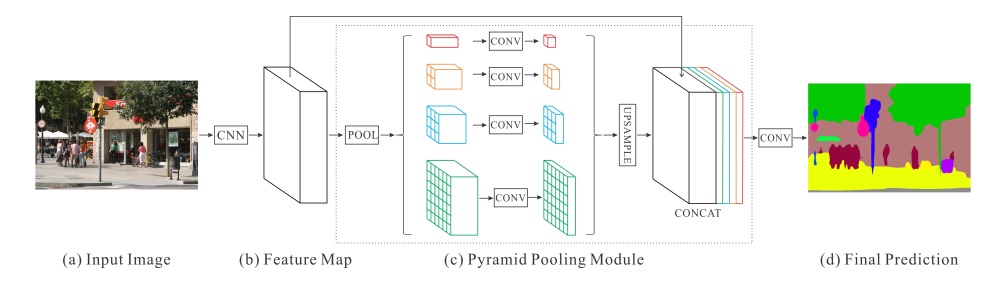 CNN
POOL
CONV
CONV
CONV
CONV
UPSAMPLE
CONCAT
CONV
(a) Input Image
(b) Feature Map
(c) Pyramid Pooling Module
(d) Final Prediction